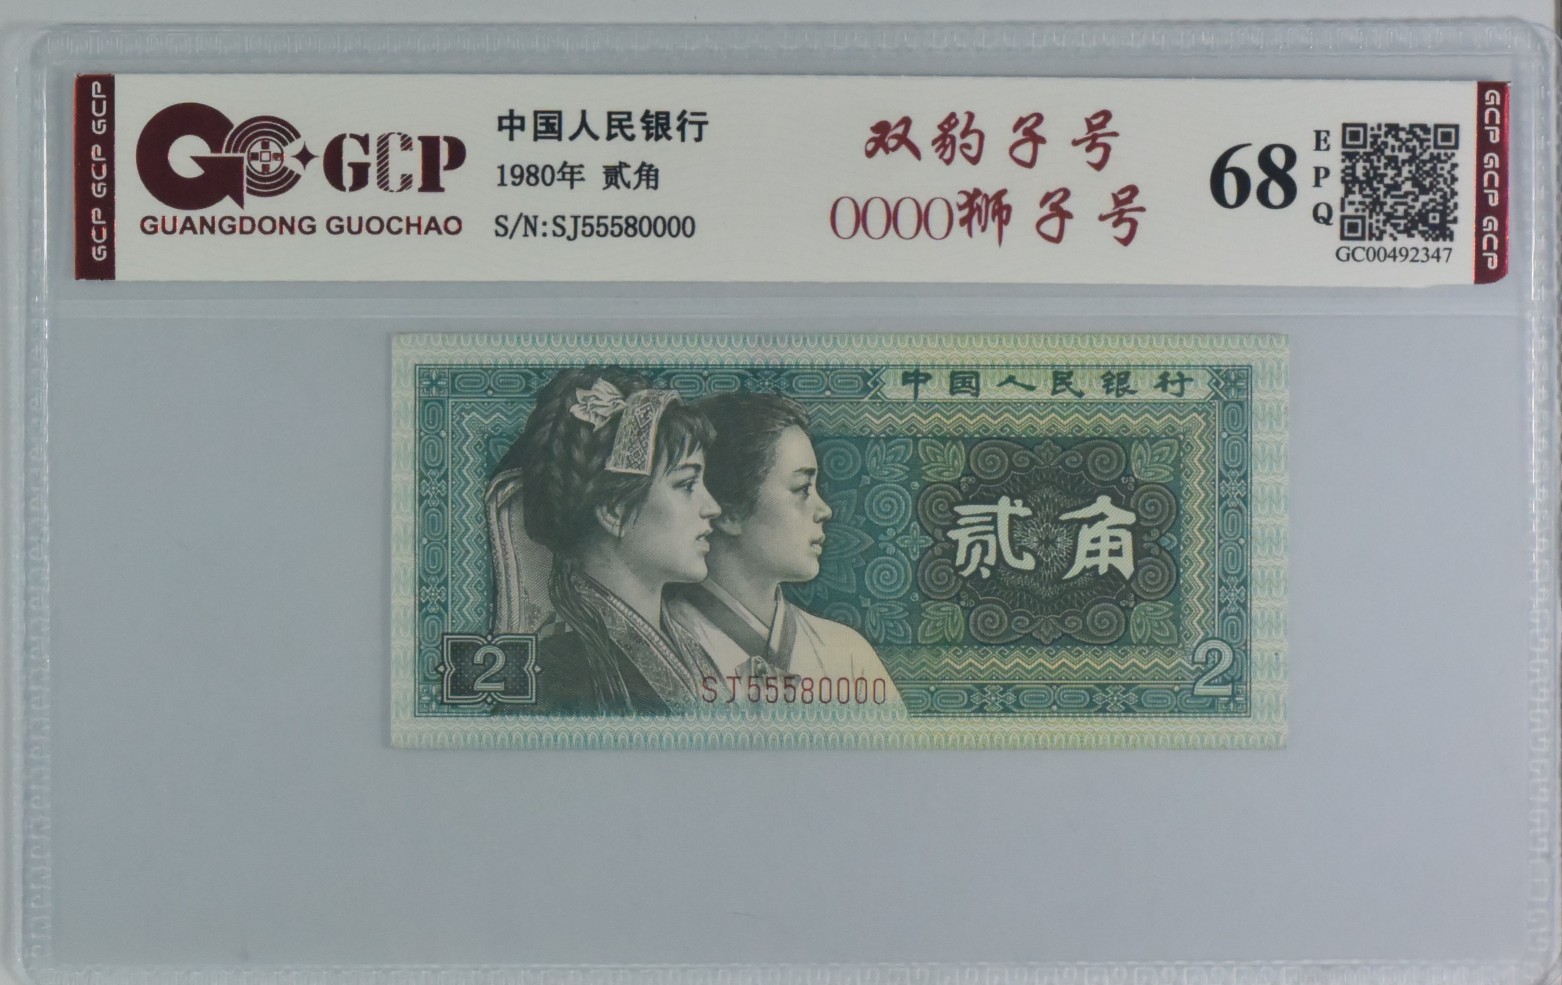 GCP GCP GCP
GCP
GUANGDONG GUOCHAO
中国人民银行
1980年 贰角
S/N:SJ55580000
双豹子号
0000狮子号
68
EPQ
GC00492347
GCP GCP GCP
中国人民银行
贰角
2
SJ55580000
2